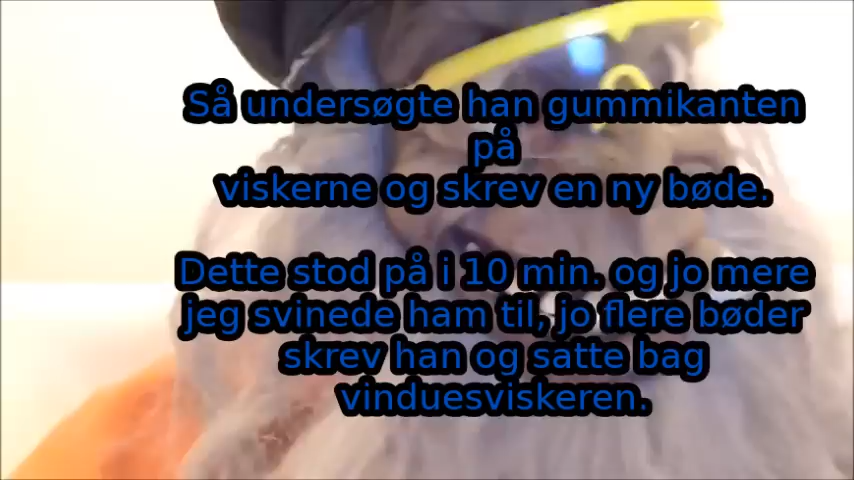 Så undersøgte han gummikanten
på
viskerne og skrev en ny bøde.
Dette stod på i 10 min. og jo mere
jeg svinede ham til, jo flere bøder
skrev han og satte bag
vinduesviskeren.